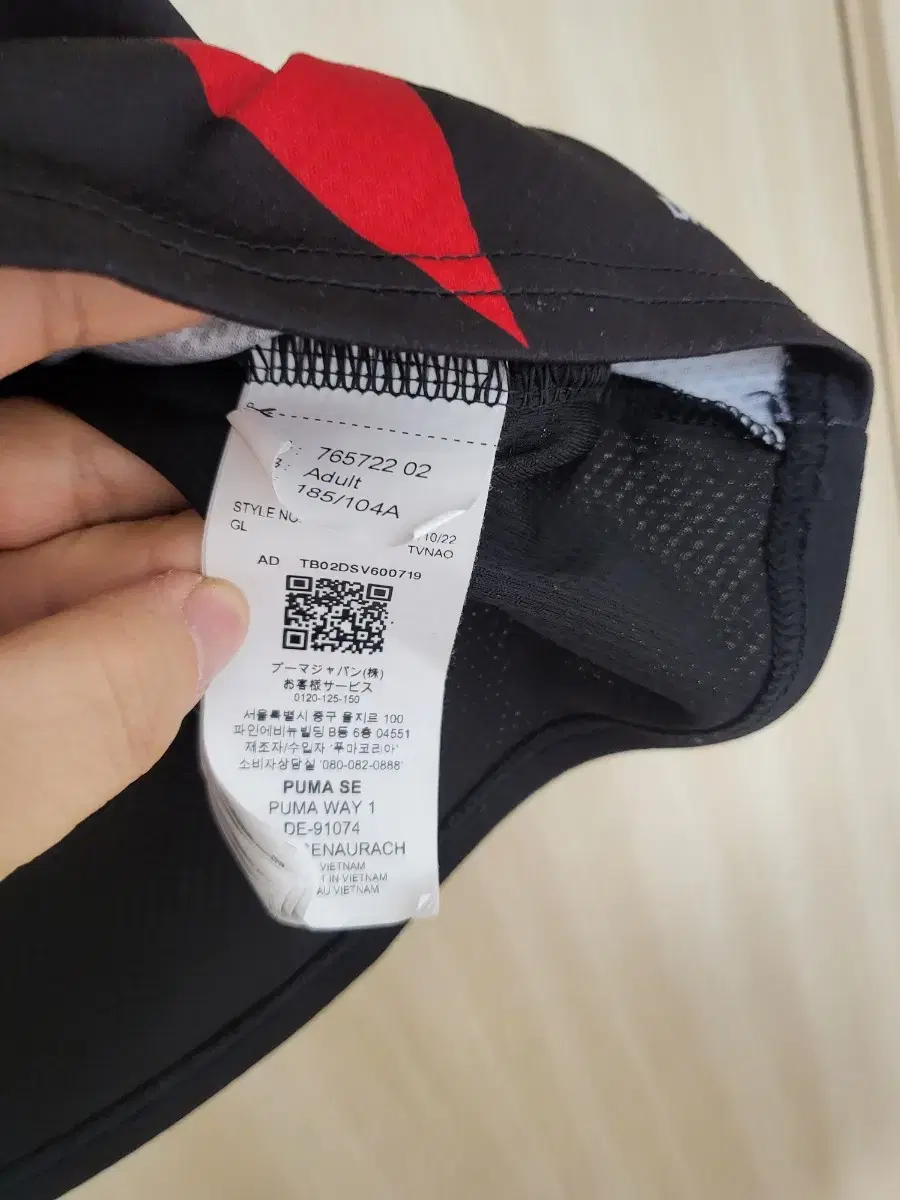 765722 02
Adult
185/104A
STYLE NO.
10/22
GL
TVNAO
AD TB02DSV600719
プーマジャパン(株)
お客様サービス
0120-125-150
서울특별시 중구 을지르 100
파인에비뉴빌딩 B동 6층 04551
제조자/수입자 '푸마코리아'
소비자상담실 '080-082-0888'
PUMA SE
PUMA WAY 1
DE-91074
ENAURACH
VIETNAM
IN VIETNAM
AU VIETNAM